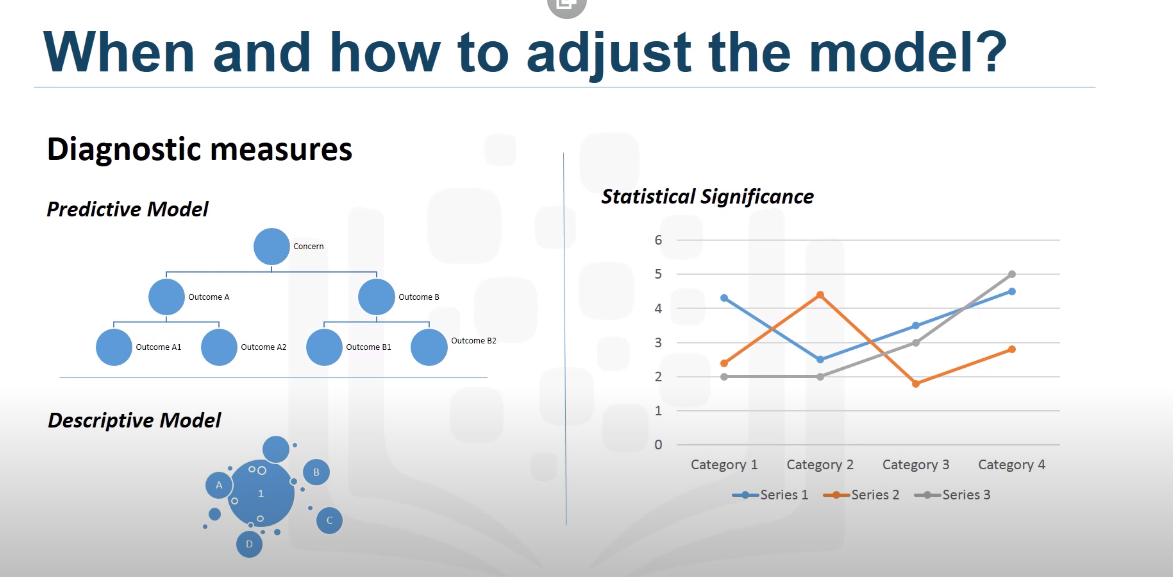 When and how to adjust the model?
Diagnostic measures
Predictive Model
Concern
Outcome A
Outcome B
Outcome A1
Outcome A2
Outcome B1
Outcome B2
Descriptive Model
A
1
B
C
D
Statistical Significance
6
5
4
3
2
1
0
Category 1
Category 2
Category 3
Category 4
Series 1
Series 2
Series 3